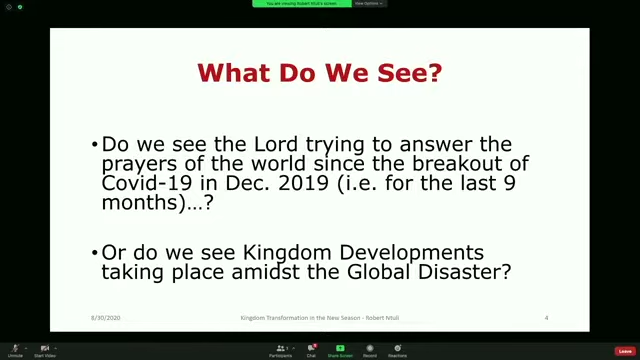 You are viewing Robert Ntuli's screen
View Options
What Do We See?
•Do we see the Lord trying to answer the
prayers of the world since the breakout of
Covid-19 in Dec. 2019 (i.e. for the last 9
months)…?
•Or do we see Kingdom Developments
taking place amidst the Global Disaster?
8/30/2020
Kingdom Transformation in the New Season - Robert Ntuli
4
Unmute
Start Video
Participants
Chat
Share Screen
Record
Reactions
Leave